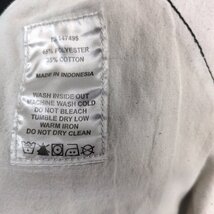 65% POLYESTER
35% COTTON
MADE IN INDONESIA
WASH INSIDE OUT
MACHINE WASH COLD
DO NOT BLEACH
TUMBLE DRY LOW
WARM IRON
DO NOT DRY CLEAN